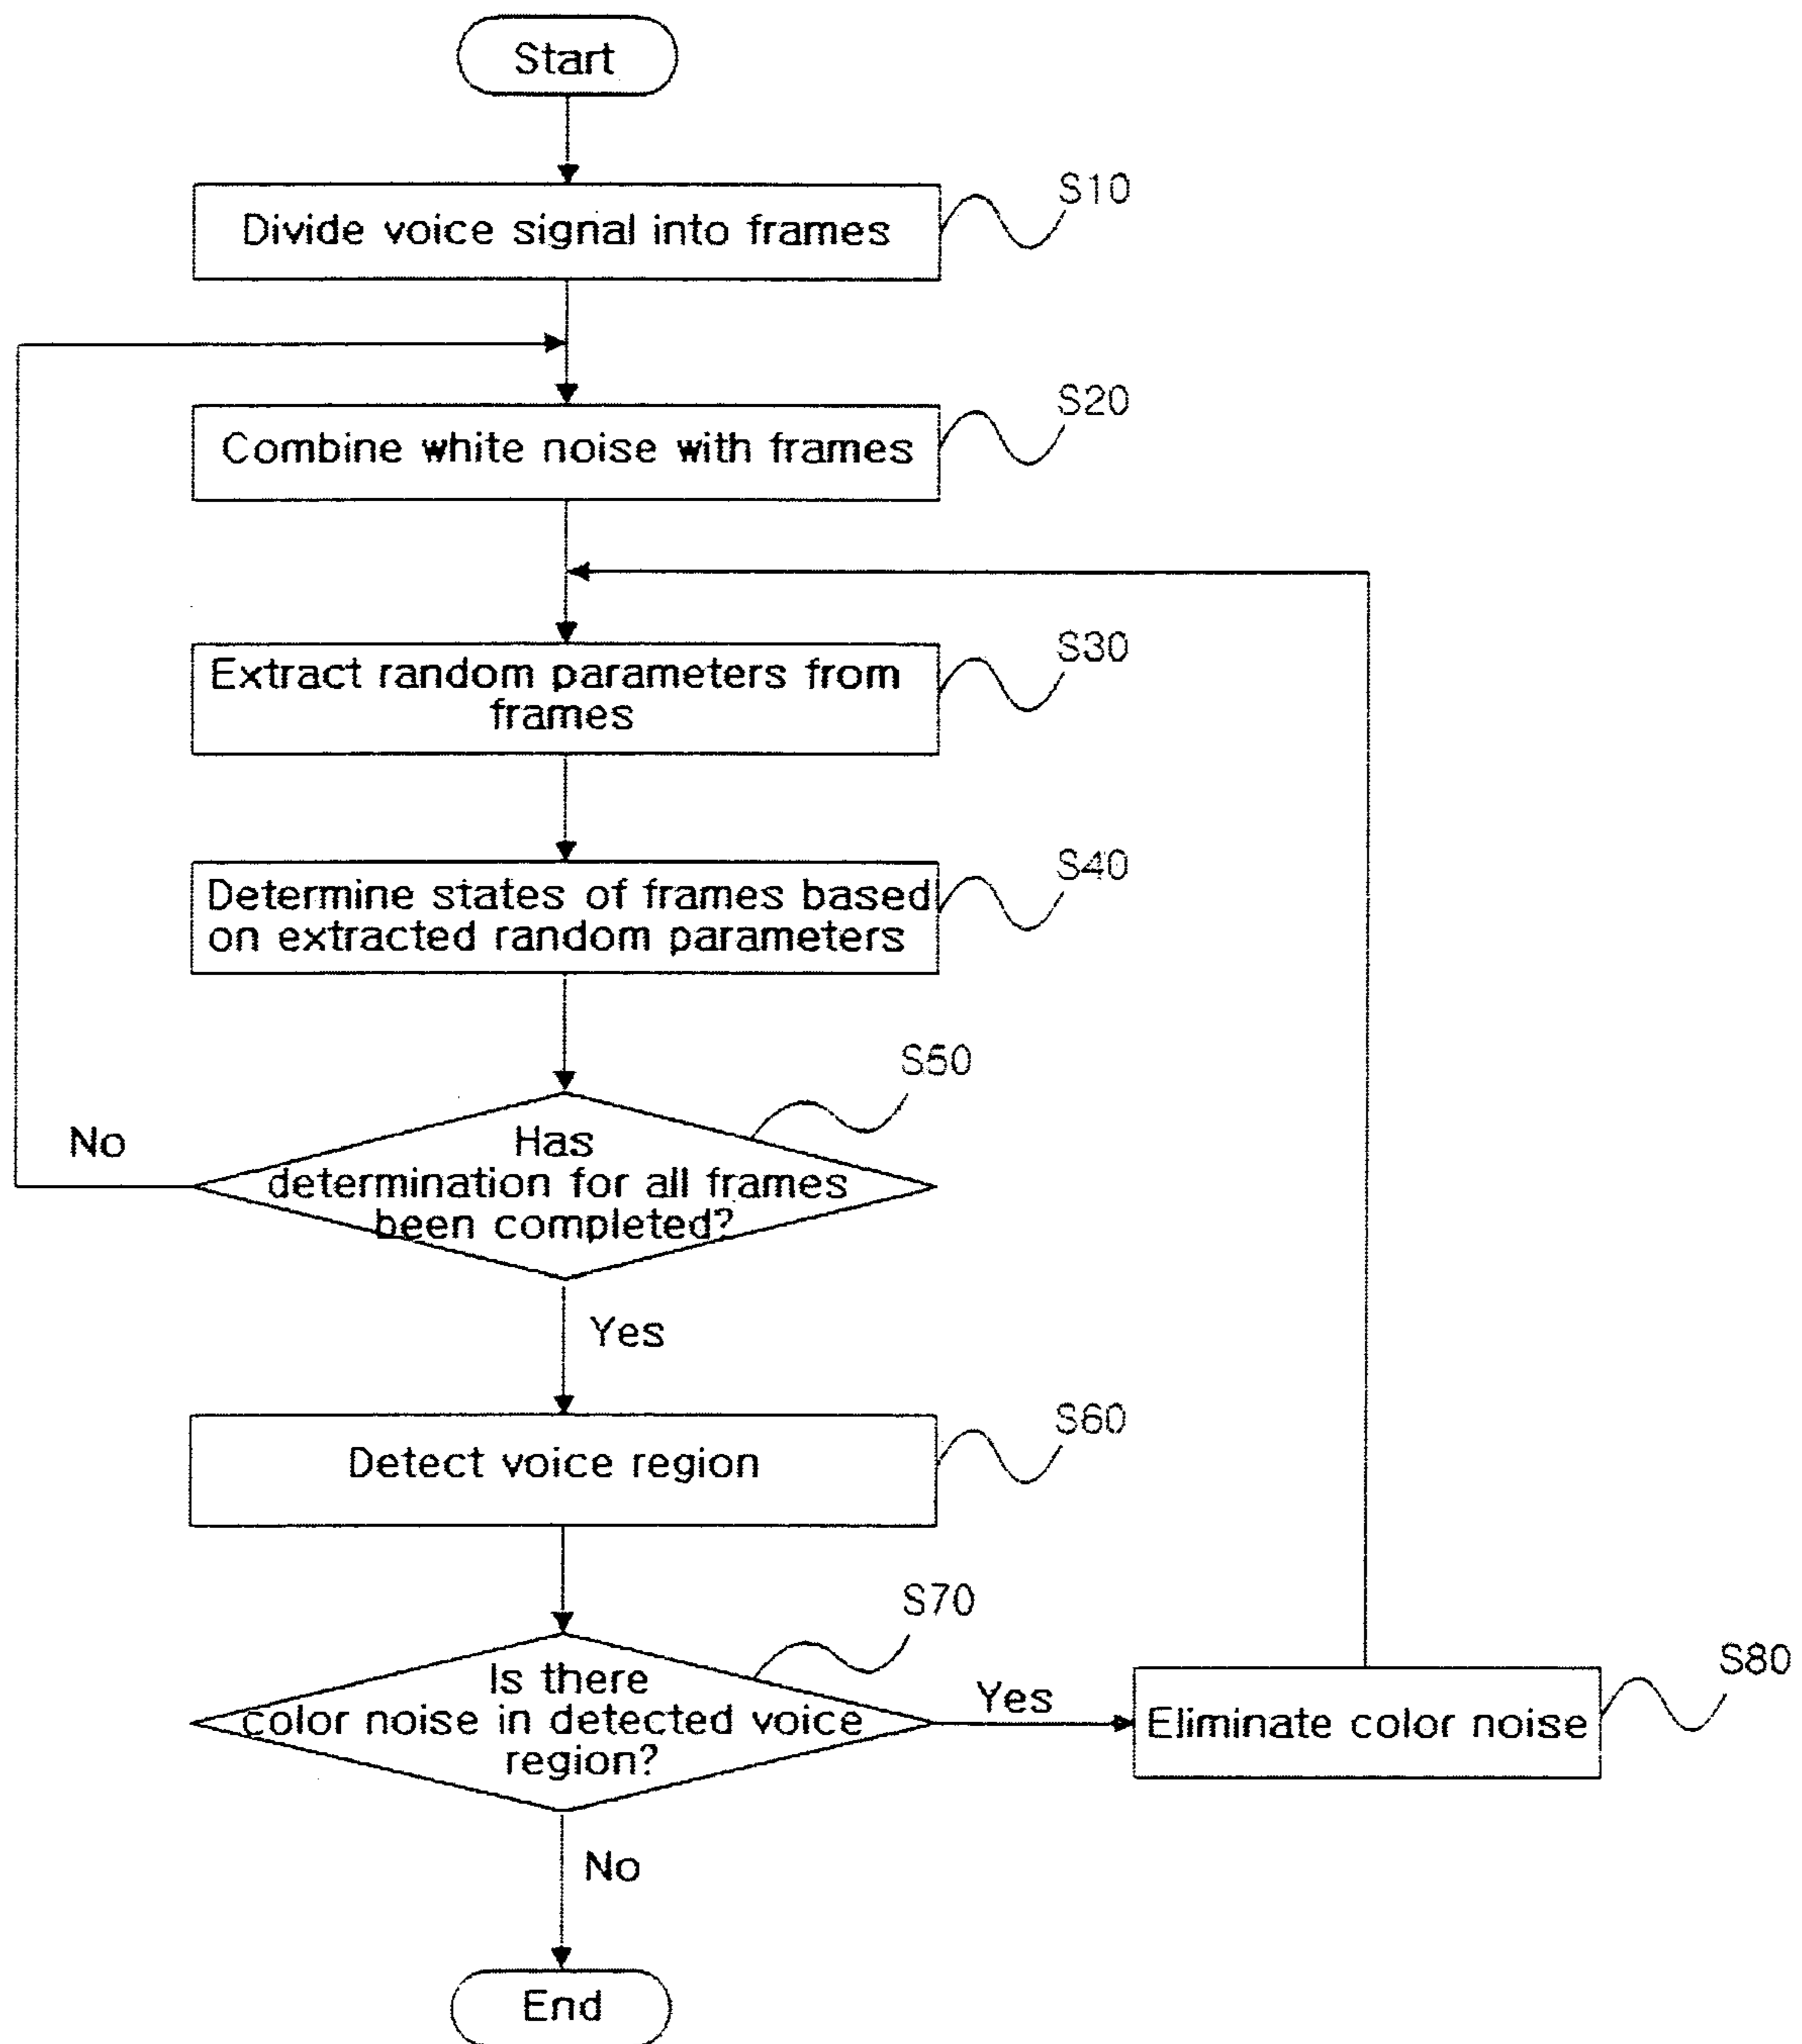 Start
Divide voice signal into frames
S10
Combine white noise with frames
S20
Extract random parameters from
frames
S30
Determine states of frames based
on extracted random parameters
S40
Has
determination for all frames
been completed?
S50
No
Yes
Detect voice region
S60
Is there
color noise in detected voice
region?
S70
Yes
Eliminate color noise
S80
No
End